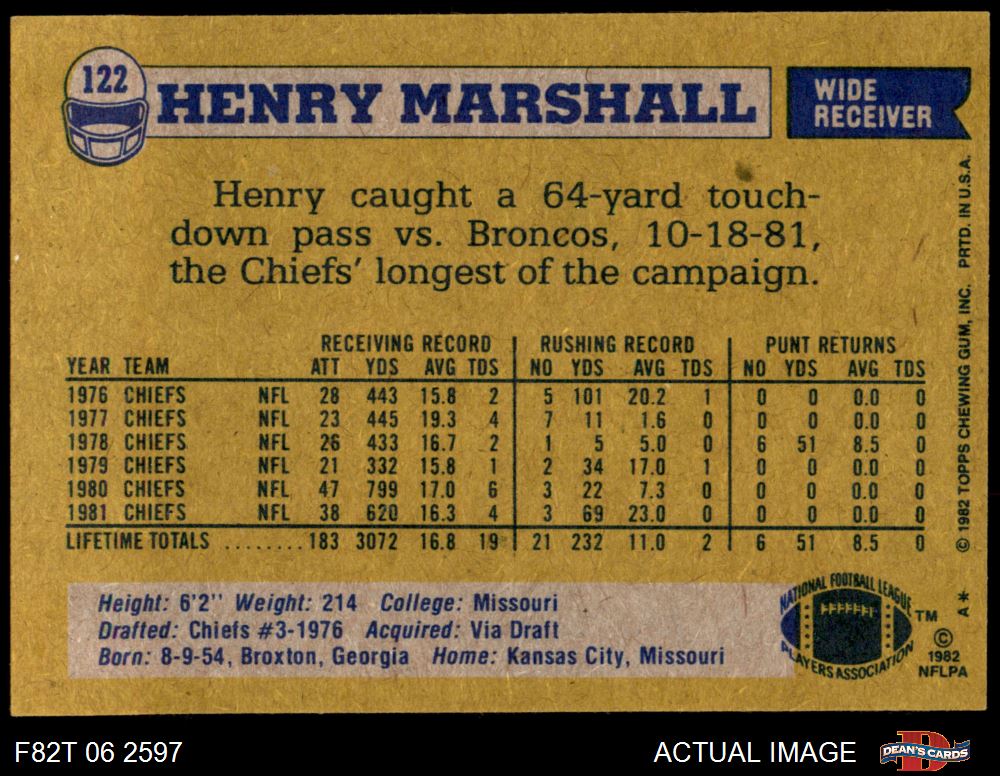 122
HENRY MARSHALL
WIDE
RECEIVER
Henry caught a 64-yard touch-
down pass vs. Broncos, 10-18-81,
the Chiefs' longest of the campaign.
RECEIVING RECORD RUSHING RECORD PUNT RETURNS
YEAR TEAM ATT YDS AVG TDS NO YDS AVG TDS NO YDS AVG TDS
1976 CHIEFS NFL 28 443 15.8 2 5 101 20.2 1 0 0 0.0 0
1977 CHIEFS NFL 23 445 19.3 4 7 11 1.6 0 0 0 0.0 0
1978 CHIEFS NFL 26 433 16.7 2 1 5 5.0 0 6 51 8.5 0
1979 CHIEFS NFL 21 332 15.8 1 2 34 17.0 1 0 0 0.0 0
1980 CHIEFS NFL 47 799 17.0 6 3 22 7.3 0 0 0 0.0 0
1981 CHIEFS NFL 38 620 16.3 4 3 69 23.0 0 0 0 0.0 0
LIFETIME TOTALS ........ 183 3072 16.8 19 21 232 11.0 2 6 51 8.5 0
Height: 6'2" Weight: 214 College: Missouri
Drafted: Chiefs #3-1976 Acquired: Via Draft
Born: 8-9-54, Broxton, Georgia Home: Kansas City, Missouri
NATIONAL FOOTBALL LEAGUE
PLAYERS ASSOCIATION
TM
©
1982
NFLPA
© 1982 TOPPS CHEWING GUM, INC. PRTD. IN U.S.A.
A*
F82T 06 2597
ACTUAL IMAGE
D
DEAN'S CARDS